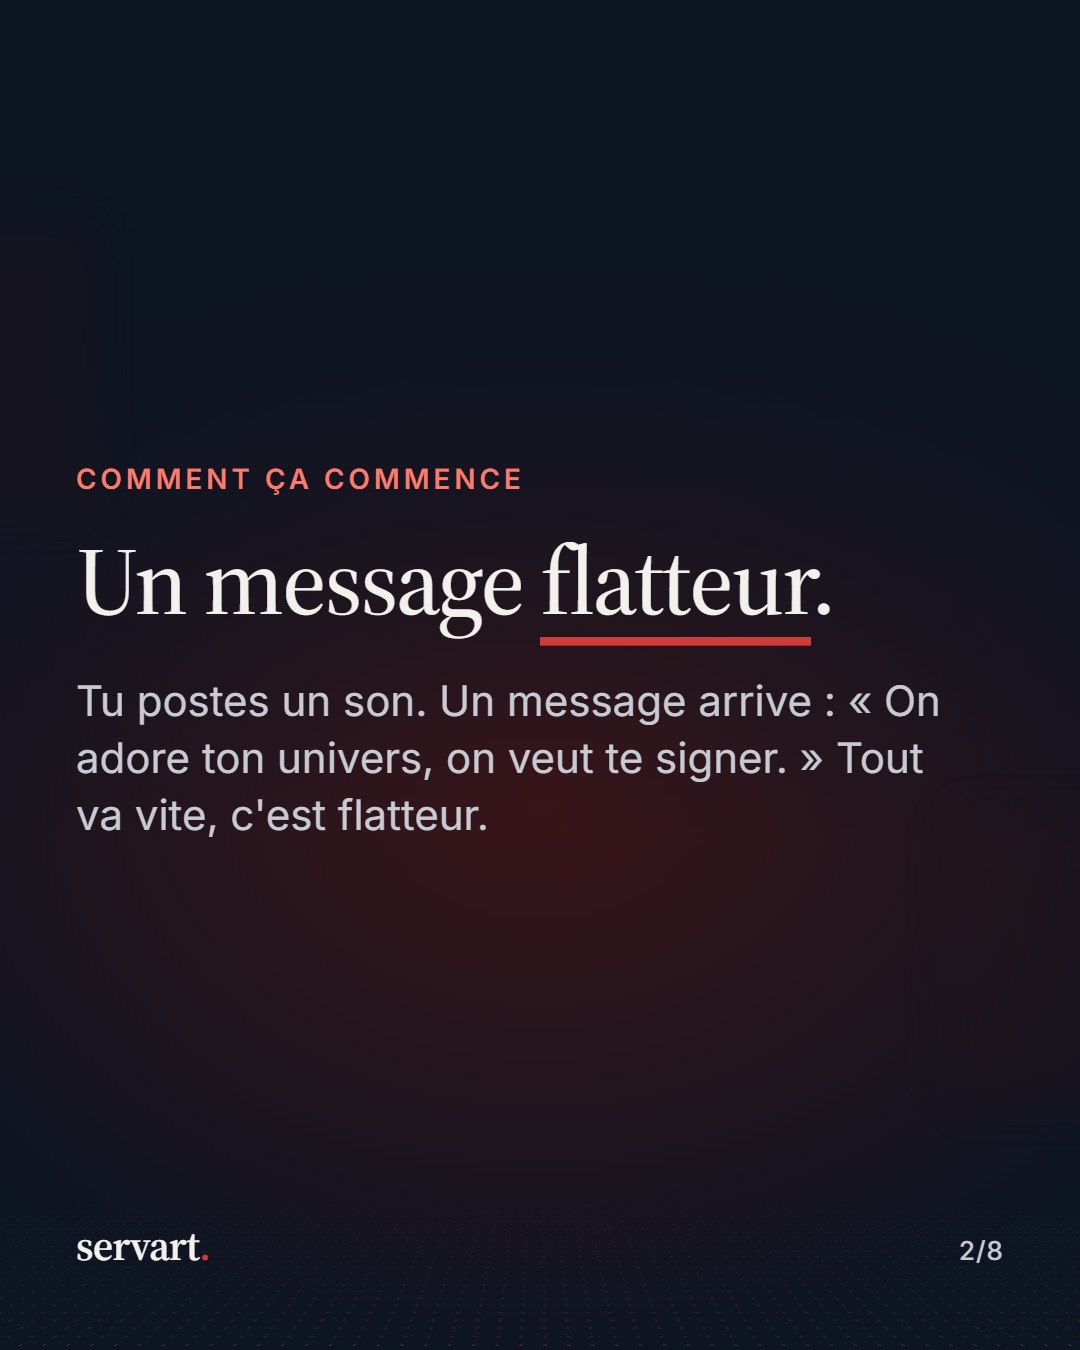 COMMENT ÇA COMMENCE
Un message flatteur.
Tu postes un son. Un message arrive : « On
adore ton univers, on veut te signer. » Tout
va vite, c'est flatteur.
servart.
2/8